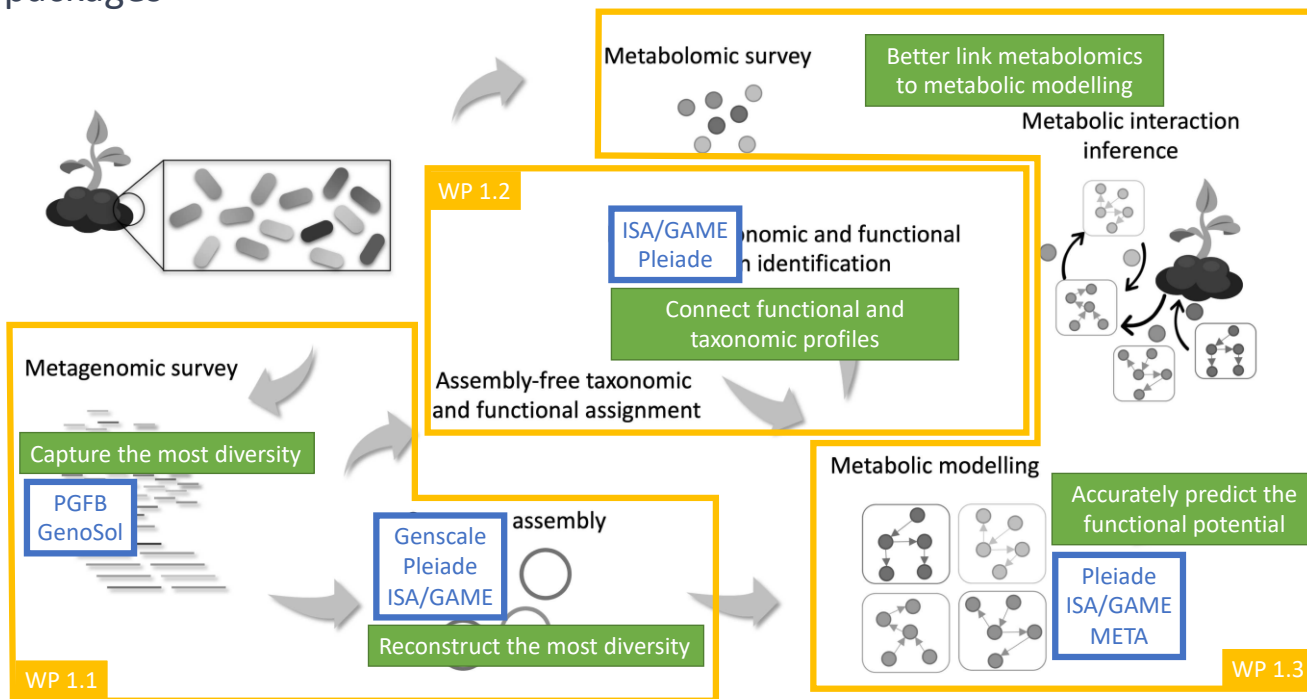 packages
Metabolomic survey
Better link metabolomics
to metabolic modelling
Metabolic interaction
inference
WP 1.2
ISA/GAME
Pleiade
onomic and functional
identification
Connect functional and
taxonomic profiles
Assembly-free taxonomic
and functional assignment
Metagenomic survey
Capture the most diversity
PGFB
GenoSol
assembly
Genscale
Pleiade
ISA/GAME
Reconstruct the most diversity
WP 1.1
Metabolic modelling
Accurately predict the
functional potential
Pleiade
ISA/GAME
META
WP 1.3